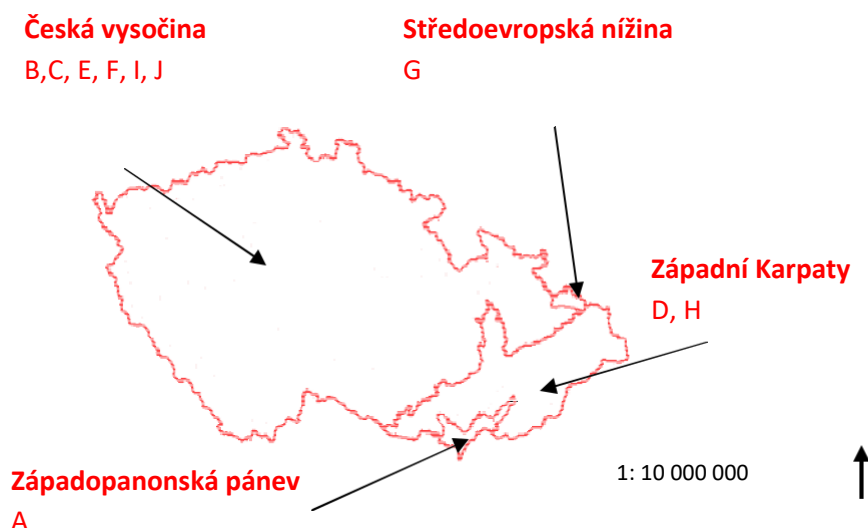 Česká vysočina
B,C, E, F, I, J
Středoevropská nížina
G
Západní Karpaty
D, H
Západopanonská pánev
A
1: 10 000 000